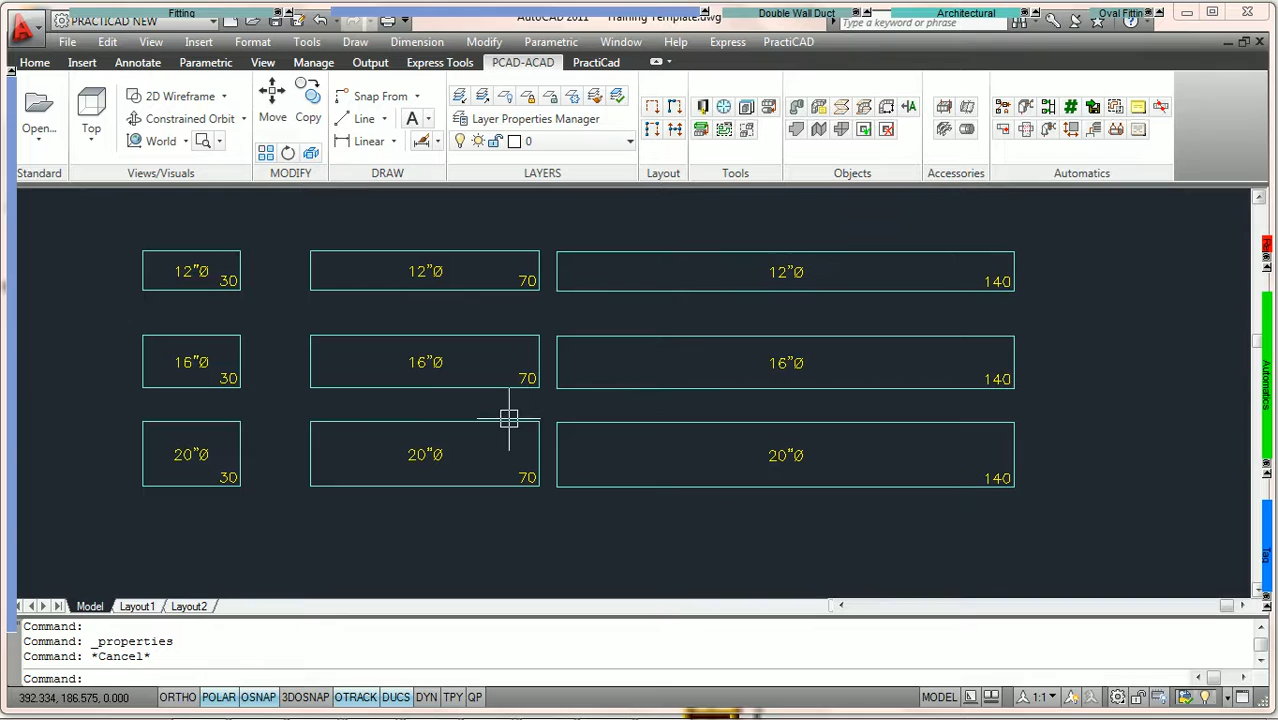 PRACTICAD NEW
Fitting
AutoCAD 2011
Training Template.dwg
Double Wall Duct
Architectural
Type a keyword or phrase
File Edit View Insert Format Tools Draw Dimension Modify Parametric Window Help Express PractiCAD
Home Insert Annotate Parametric View Manage Output Express Tools PCAD-ACAD PractiCad
Open...
Top
2D Wireframe
Constrained Orbit
World
Move Copy
Snap From
Line
Linear
A
Layer Properties Manager
0
Standard Views/Visuals MODIFY DRAW LAYERS Layout Tools Objects Accessories Automatics
12"Ø 30
12"Ø 70
12"Ø 140
16"Ø 30
16"Ø 70
16"Ø 140
20"Ø 30
20"Ø 70
20"Ø 140
Automatics
Tag
Model Layout1 Layout2
Command:
Command: _properties
Command: *Cancel*
Command:
392.334, 186.575, 0.000 ORTHO POLAR OSNAP 3DOSNAP OTRACK DUCS DYN TPY QP MODEL 1:1